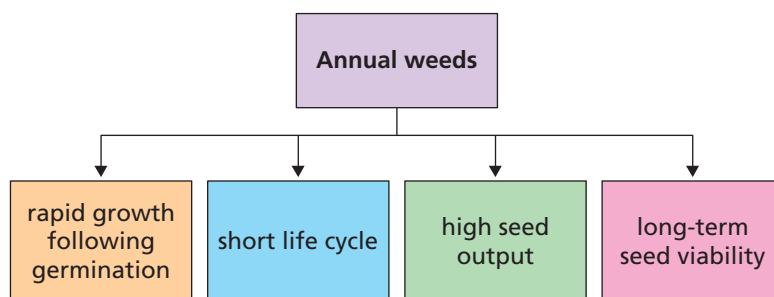 Annual weeds
rapid growth
following
germination
short life cycle
high seed
output
long-term
seed viability